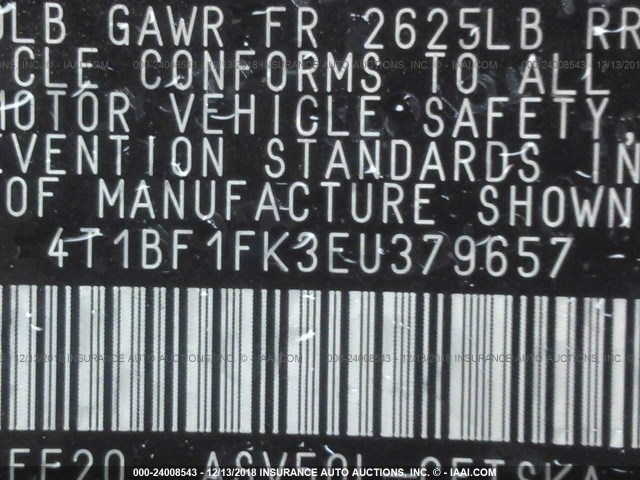 LB GAWR FR 2625LB RR
ICLE CONFORMS TO ALL
MOTOR VEHICLE SAFETY,
EVENTION STANDARDS IN
OF MANUFACTURE SHOWN
4T1BF1FK3EU379657
000-24008543 - 12/13/2018 INSURANCE AUTO AUCTIONS, INC. - © IAAI.COM